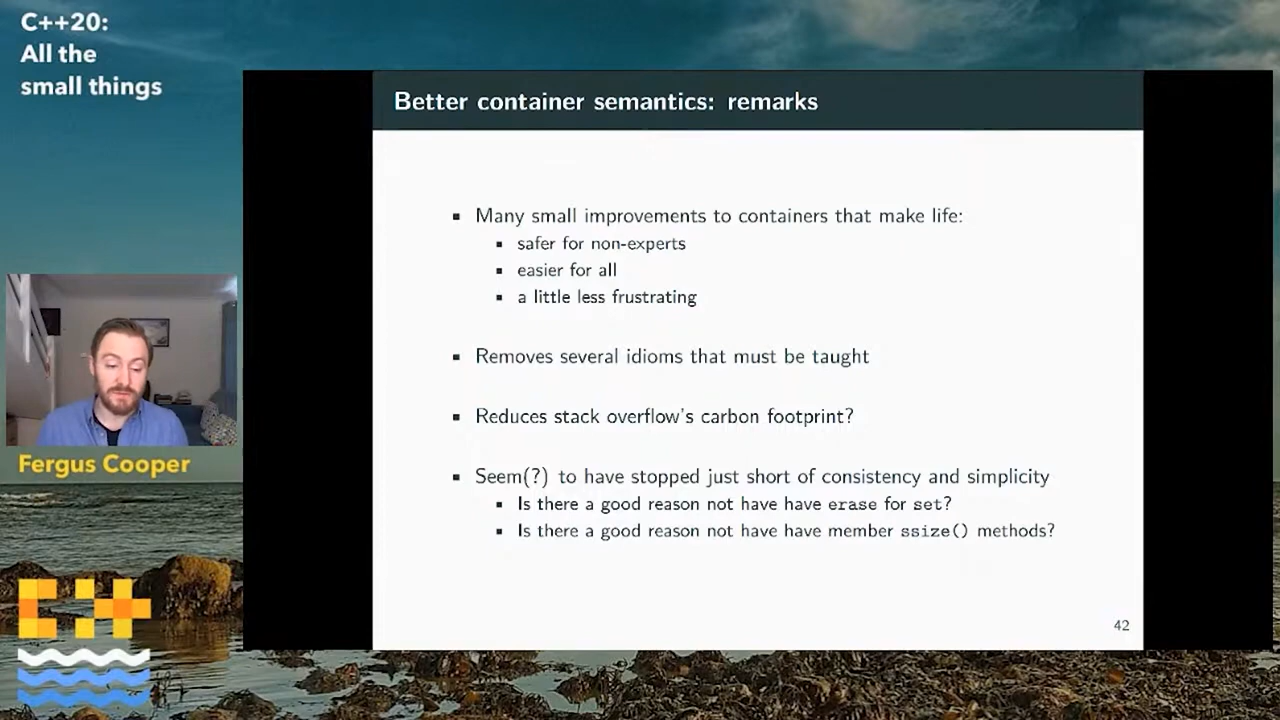 C++20:
All the
small things
Better container semantics: remarks
▪ Many small improvements to containers that make life:
▪ safer for non-experts
▪ easier for all
▪ a little less frustrating
▪ Removes several idioms that must be taught
▪ Reduces stack overflow's carbon footprint?
▪ Seem(?) to have stopped just short of consistency and simplicity
▪ Is there a good reason not have have erase for set?
▪ Is there a good reason not have have member ssize() methods?
42
Fergus Cooper
C++